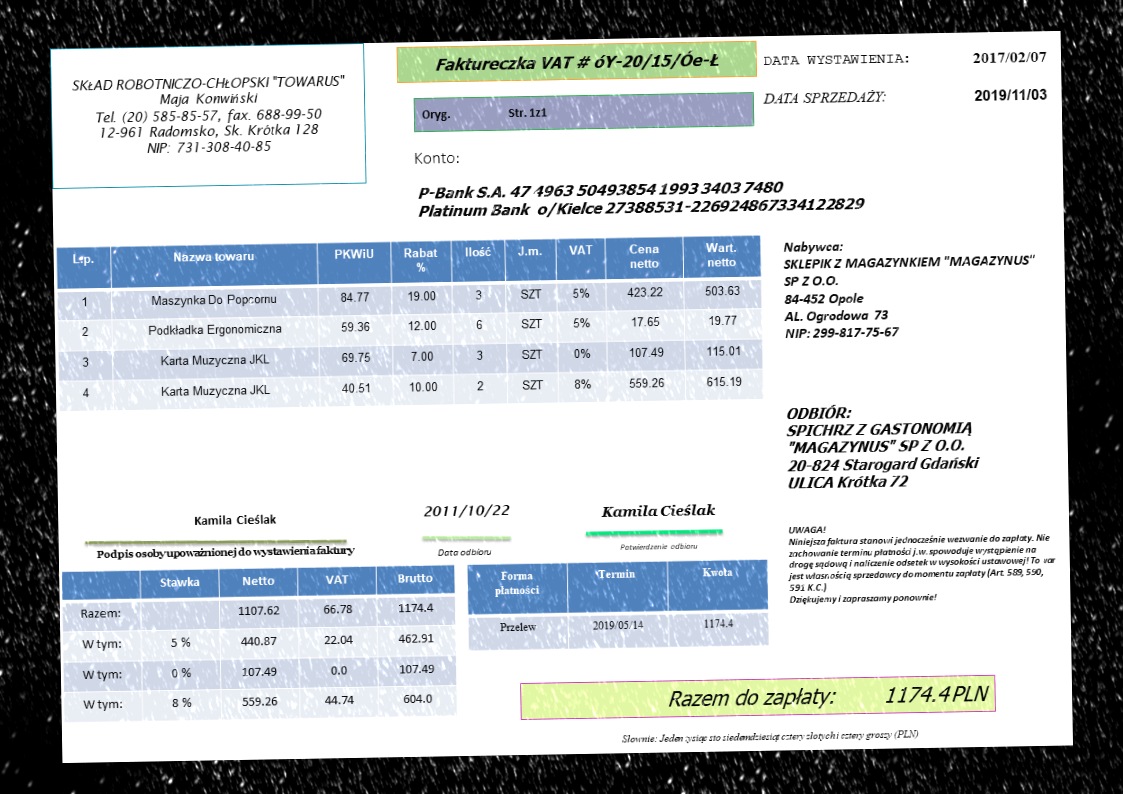 SKŁAD ROBOTNICZO-CHŁOPSKI "TOWARUS"
Maja Konwiński
Tel. (20) 585-85-57, fax. 688-99-50
12-961 Radomsko, Sk. Krótka 128
NIP: 731-308-40-85
Faktureczka VAT # óY-20/15/Óe-Ł
Oryg. Str. 1z1
DATA WYSTAWIENIA: 2017/02/07
DATA SPRZEDAŻY: 2019/11/03
Konto:
P-Bank S.A. 47 4963 50493854 1993 3403 7480
Platinum Bank o/Kielce 27388531-226924867334122829
L.p. Nazwa towaru PKWiU Rabat % Ilość J.m. VAT Cena netto Wart. netto
1 Maszynka Do Popcornu 84.77 19.00 3 SZT 5% 423.22 503.63
2 Podkładka Ergonomiczna 59.36 12.00 6 SZT 5% 17.65 19.77
3 Karta Muzyczna JKL 69.75 7.00 3 SZT 0% 107.49 115.01
4 Karta Muzyczna JKL 40.51 10.00 2 SZT 8% 559.26 615.19
Nabywca:
SKLEPIK Z MAGAZYNKIEM "MAGAZYNUS"
SP Z O.O.
84-452 Opole
AL. Ogrodowa 73
NIP: 299-817-75-67
ODBIÓR:
SPICHRZ Z GASTONOMIĄ
"MAGAZYNUS" SP Z O.O.
20-824 Starogard Gdański
ULICA Krótka 72
Kamila Cieślak
Podpis osoby upoważnionej do wystawienia faktury
2011/10/22
Data odbioru
Kamila Cieślak
Potwierdzenie odbioru
UWAGA!
Niniejsza faktura stanowi jednocześnie wezwanie do zapłaty. Nie
zachowanie terminu płatności j.w. spowoduje wystąpienie na
drogę sądową i naliczenie odsetek w wysokości ustawowej! To war
jest własnością sprzedawcy do momentu zapłaty (Art. 589, 590,
591 K.C.)
Dziękujemy i zapraszamy ponownie!
Stawka Netto VAT Brutto
Razem: 1107.62 66.78 1174.4
W tym: 5 % 440.87 22.04 462.91
W tym: 0 % 107.49 0.0 107.49
W tym: 8 % 559.26 44.74 604.0
Forma płatności Termin Kwota
Przelew 2019/05/14 1174.4
Razem do zapłaty: 1174.4 PLN
Słownie: Jeden tysiąc sto siedemdziesiąt cztery złotych i cztery groszy (PLN)